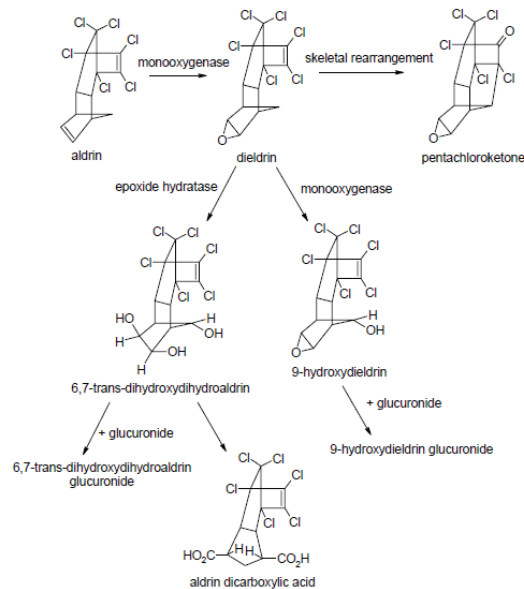 Cl Cl
Cl Cl
Cl Cl
aldrin
monooxygenase
Cl Cl
Cl Cl
Cl Cl
O
dieldrin
skeletal rearrangement
Cl Cl
Cl O
Cl Cl
O
pentachloroketone
epoxide hydratase
monooxygenase
Cl Cl
Cl Cl
Cl Cl
HO H
H OH
OH
H
6,7-trans-dihydroxydihydroaldrin
Cl Cl
Cl Cl
Cl Cl
H
OH
O
9-hydroxydieldrin
+ glucuronide
+ glucuronide
6,7-trans-dihydroxydihydroaldrin
glucuronide
9-hydroxydieldrin glucuronide
Cl Cl
Cl Cl
Cl Cl
HO2C H H CO2H
aldrin dicarboxylic acid